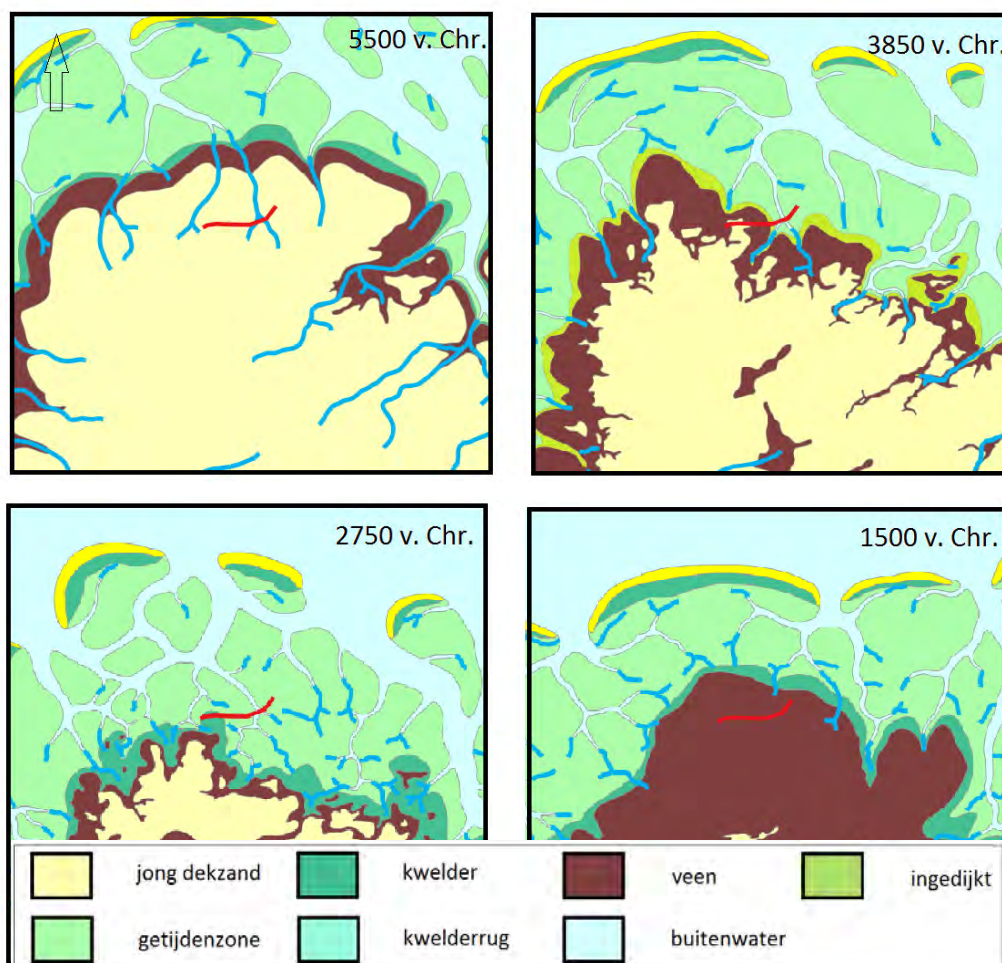 5500 v. Chr.
3850 v. Chr.
2750 v. Chr.
1500 v. Chr.
jong dekzand
kwelder
veen
ingedijkt
getijdenzone
kwelderrug
buitenwater